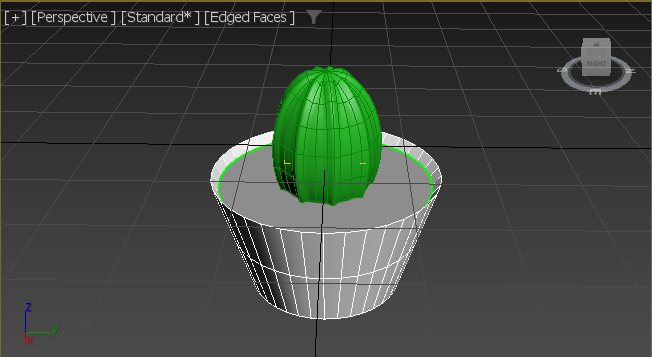 [+] [Perspective ] [Standard* ] [Edged Faces ]
RIGHT
Z
Y
X